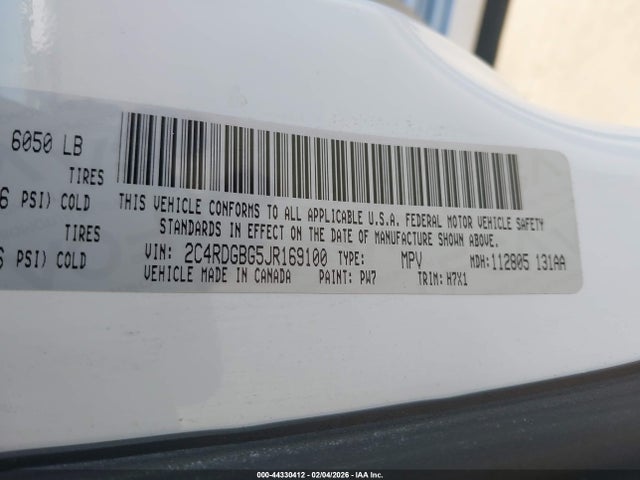 6050 LB
TIRES
6 PSI) COLD
TIRES
6 PSI) COLD
THIS VEHICLE CONFORMS TO ALL APPLICABLE U.S.A. FEDERAL MOTOR VEHICLE SAFETY
STANDARDS IN EFFECT ON THE DATE OF MANUFACTURE SHOWN ABOVE.
VIN: 2C4RDGBG5JR169100 TYPE: MPV MDH:112805 131AA
VEHICLE MADE IN CANADA PAINT: PW7 TRIM: H7X1
000-44330412 - 02/04/2026 - IAA Inc.